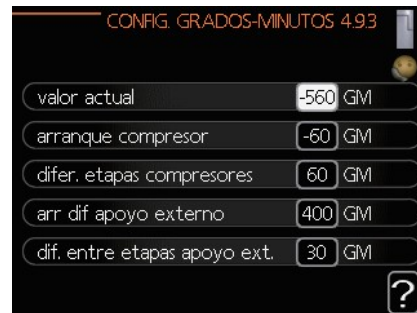 CONFIG. GRADOS-MINUTOS 4.9.3
valor actual -560 GM
arranque compresor -60 GM
difer. etapas compresores 60 GM
arr dif apoyo externo 400 GM
dif. entre etapas apoyo ext. 30 GM
?